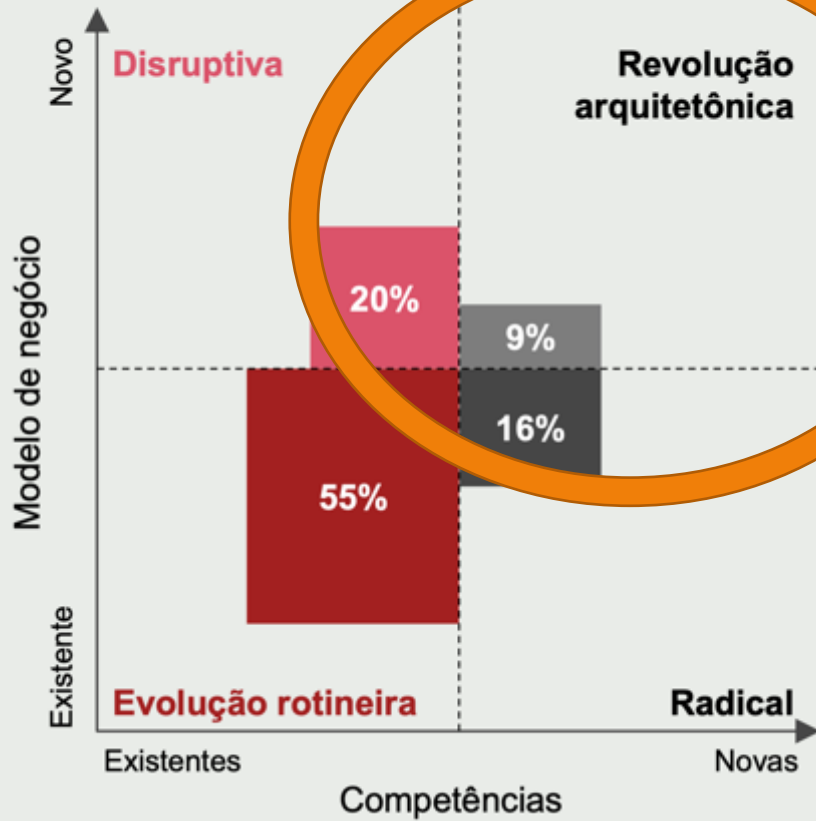 Novo
Disruptiva
Revolução
arquitetônica
Modelo de negócio
20%
9%
16%
55%
Existente
Evolução rotineira
Radical
Existentes
Novas
Competências